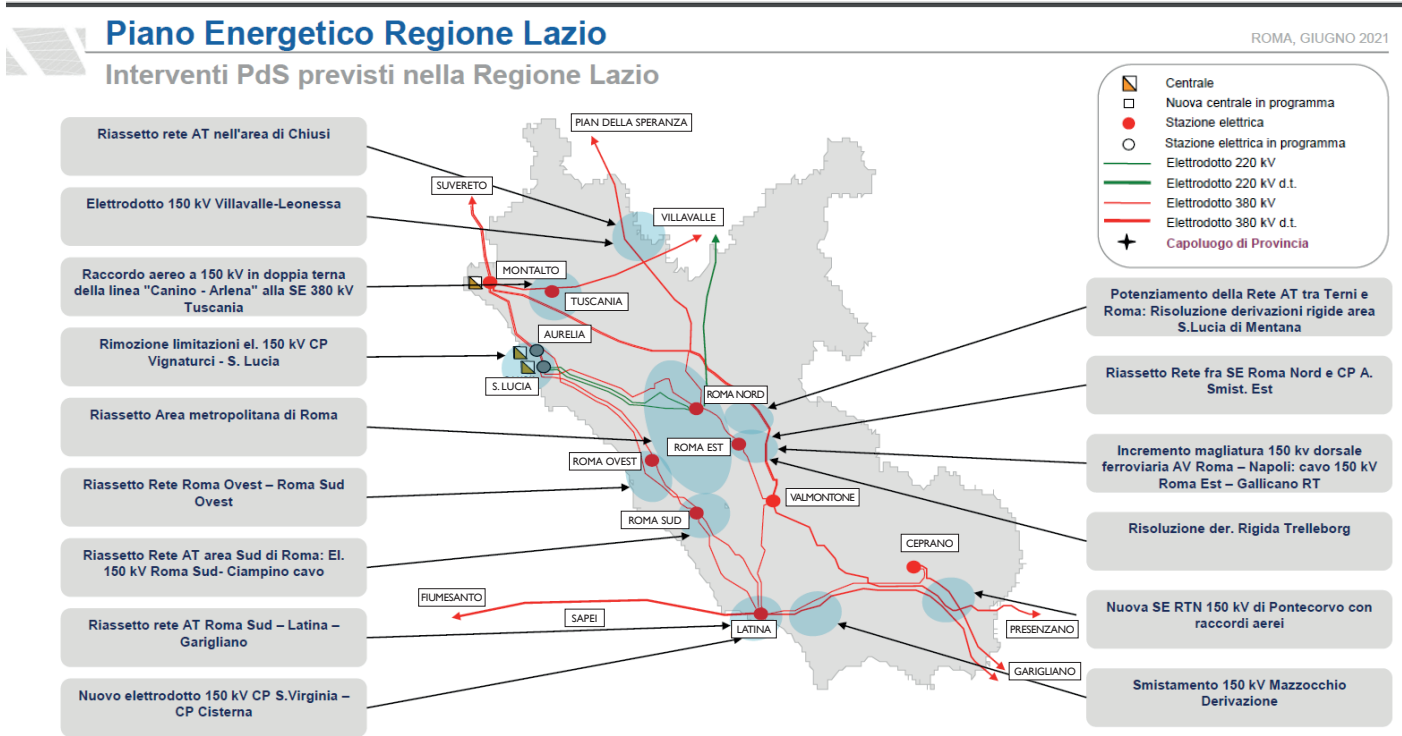 Piano Energetico Regione Lazio
ROMA, GIUGNO 2021
Interventi PdS previsti nella Regione Lazio
Riassetto rete AT nell'area di Chiusi
Elettrodotto 150 kV Villavalle-Leonessa
Raccordo aereo a 150 kV in doppia terna
della linea "Canino - Arlena" alla SE 380 kV
Tuscania
Rimozione limitazioni el. 150 kV CP
Vignaturci - S. Lucia
Riassetto Area metropolitana di Roma
Riassetto Rete Roma Ovest – Roma Sud
Ovest
Riassetto Rete AT area Sud di Roma: El.
150 kV Roma Sud- Ciampino cavo
Riassetto rete AT Roma Sud – Latina –
Garigliano
Nuovo elettrodotto 150 kV CP S.Virginia –
CP Cisterna
PIAN DELLA SPERANZA
SUVERETO
VILLAVALLE
MONTALTO
TUSCANIA
AURELIA
S. LUCIA
ROMA NORD
ROMA EST
ROMA OVEST
VALMONTONE
ROMA SUD
CEPRANO
FIUMESANTO
SAPEI
LATINA
PRESENZANO
GARIGLIANO
Centrale
Nuova centrale in programma
Stazione elettrica
Stazione elettrica in programma
Elettrodotto 220 kV
Elettrodotto 220 kV d.t.
Elettrodotto 380 kV
Elettrodotto 380 kV d.t.
Capoluogo di Provincia
Potenziamento della Rete AT tra Terni e
Roma: Risoluzione derivazioni rigide area
S.Lucia di Mentana
Riassetto Rete fra SE Roma Nord e CP A.
Smist. Est
Incremento magliatura 150 kv dorsale
ferroviaria AV Roma – Napoli: cavo 150 kV
Roma Est – Gallicano RT
Risoluzione der. Rigida Trelleborg
Nuova SE RTN 150 kV di Pontecorvo con
raccordi aerei
Smistamento 150 kV Mazzocchio
Derivazione